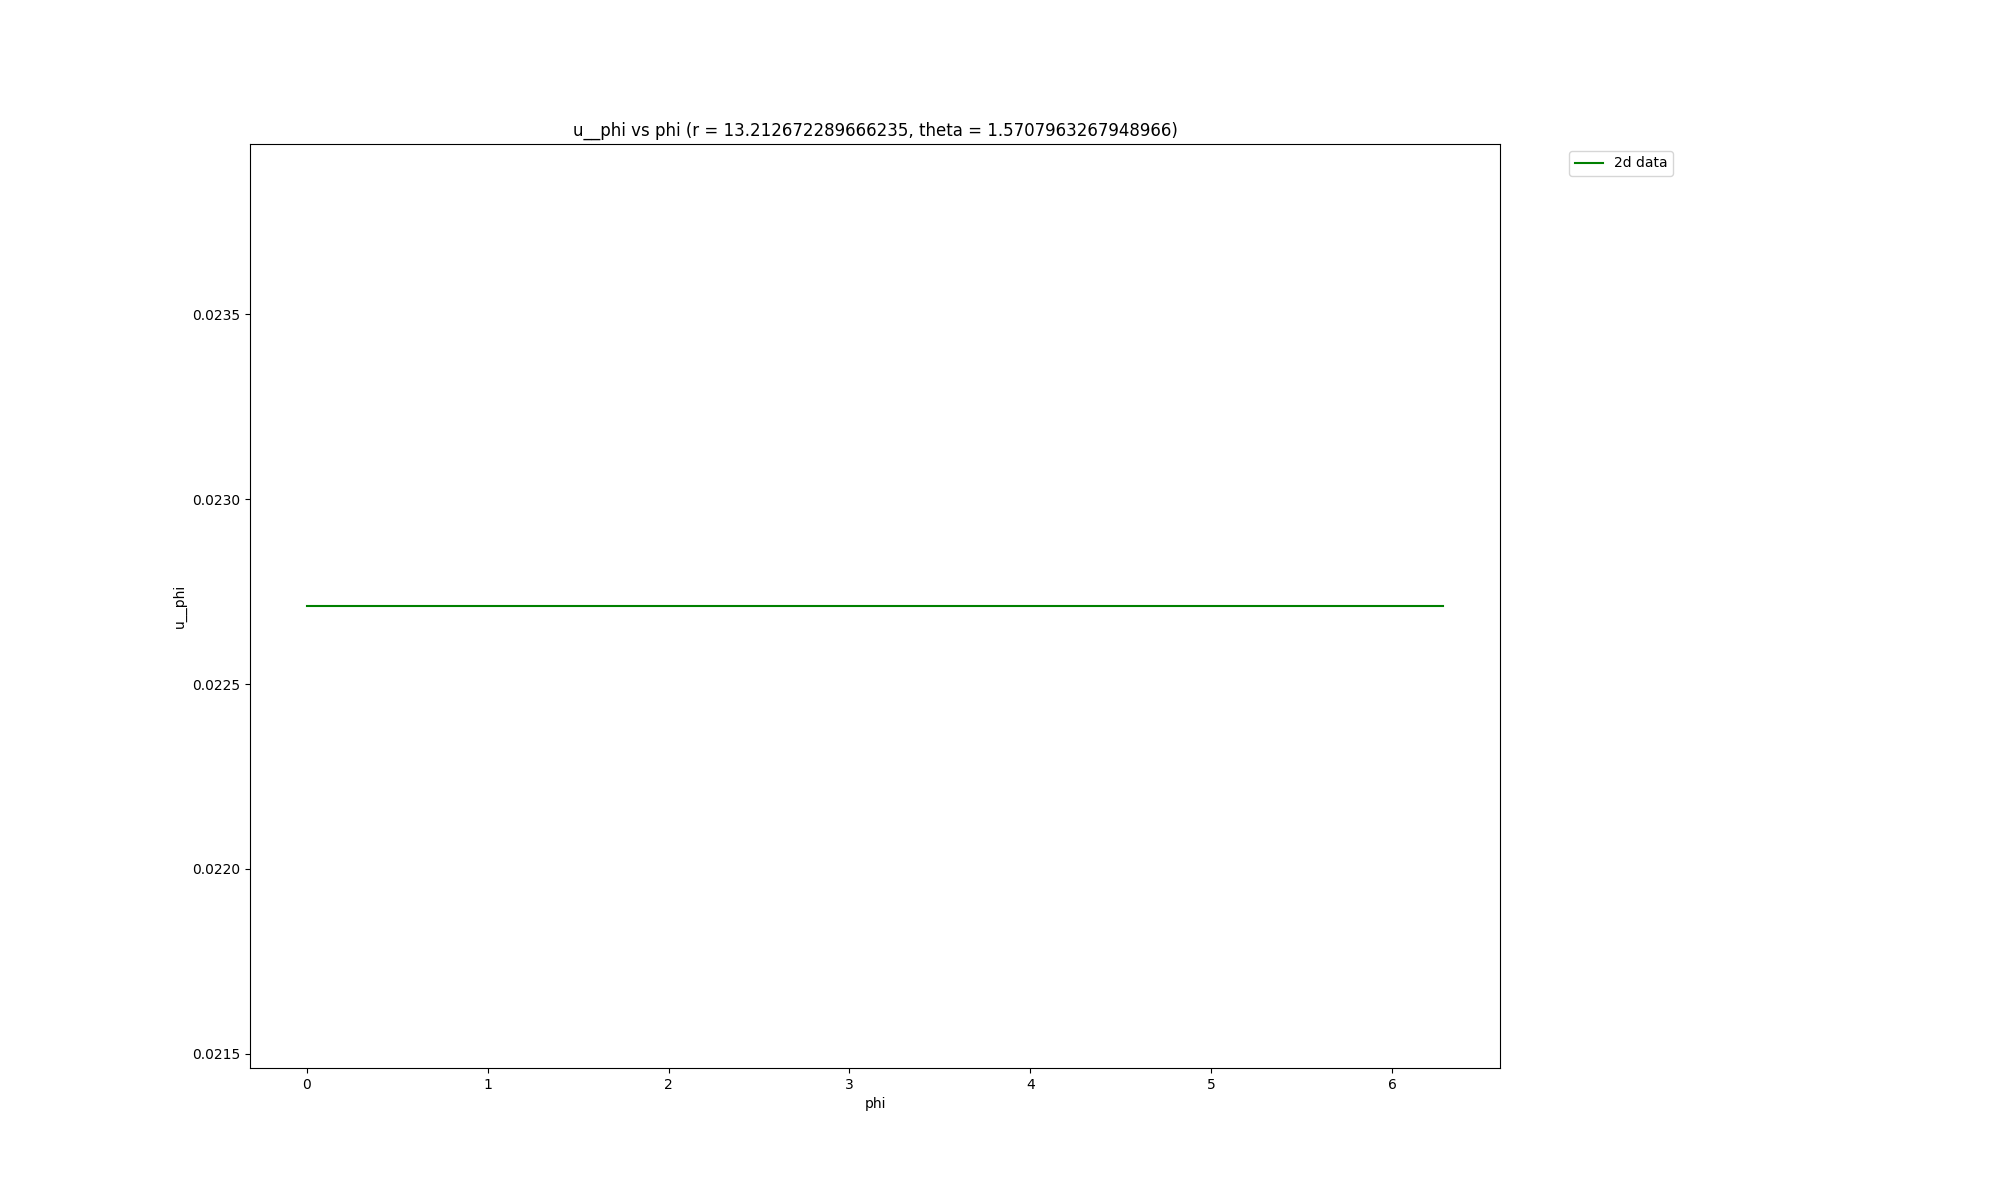 u__phi vs phi (r = 13.212672289666235, theta = 1.5707963267948966)
2d data
0.0235
0.0230
0.0225
0.0220
0.0215
u__phi
0 1 2 3 4 5 6
phi